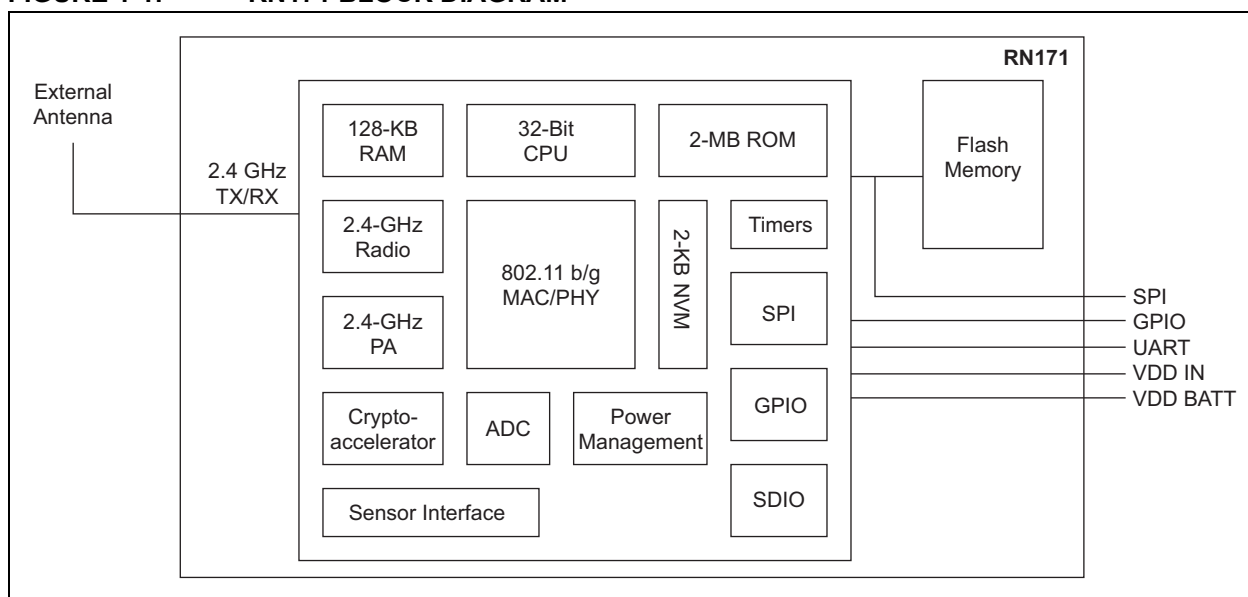 RN171
External
Antenna
2.4 GHz
TX/RX
128-KB
RAM
32-Bit
CPU
2-MB ROM
Flash
Memory
2.4-GHz
Radio
802.11 b/g
MAC/PHY
2-KB NVM
Timers
2.4-GHz
PA
SPI
Crypto-
accelerator
ADC
Power
Management
GPIO
Sensor Interface
SDIO
SPI
GPIO
UART
VDD IN
VDD BATT